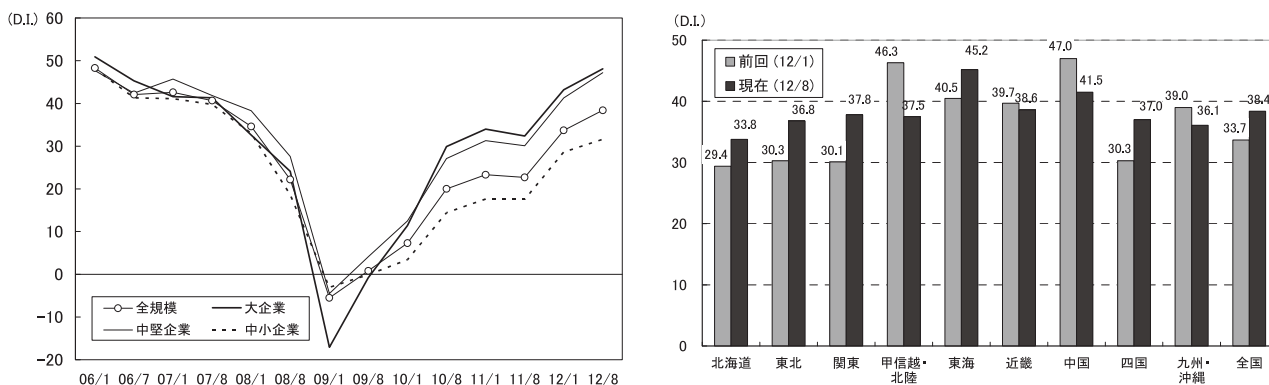 (D.I.)
60
50
40
30
20
10
0
-10
-20
全規模
大企業
中堅企業
中小企業
06/1 06/7 07/1 07/8 08/1 08/8 09/1 09/8 10/1 10/8 11/1 11/8 12/1 12/8
(D.I.)
50
40
30
20
10
0
前回 (12/1)
現在 (12/8)
29.4 33.8
30.3 36.8
30.1 37.8
46.3 37.5
40.5 45.2
39.7 38.6
47.0 41.5
30.3 37.0
39.0 36.1
33.7 38.4
北海道 東北 関東 甲信越・ 東海 近畿 中国 四国 九州・ 全国
北陸 沖縄